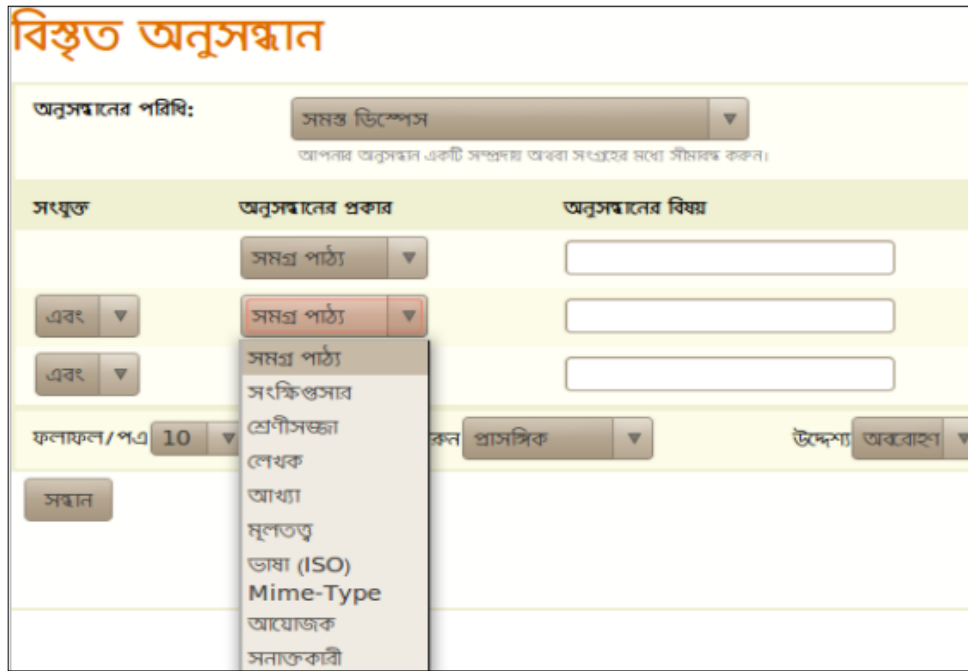 বিস্তৃত অনুসন্ধান
অনুসন্ধানের পরিধি: সমস্ত ডিস্পেস
আপনার অনুসন্ধান একটি সম্প্রদায় অথবা সংগ্রহের মধ্যে সীমাবদ্ধ করুন।
সংযুক্ত অনুসন্ধানের প্রকার অনুসন্ধানের বিষয়
সমগ্র পাঠ্য
এবং সমগ্র পাঠ্য
এবং
সমগ্র পাঠ্য
সংক্ষিপ্তসার
শ্রেণীসজ্জা
লেখক
আখ্যা
মূলতত্ত্ব
ভাষা (ISO)
Mime-Type
আয়োজক
সনাক্তকারী
ফলাফল/পএ 10 রুন প্রাসঙ্গিক উদ্দেশ্য অবরোহণ
সন্ধান